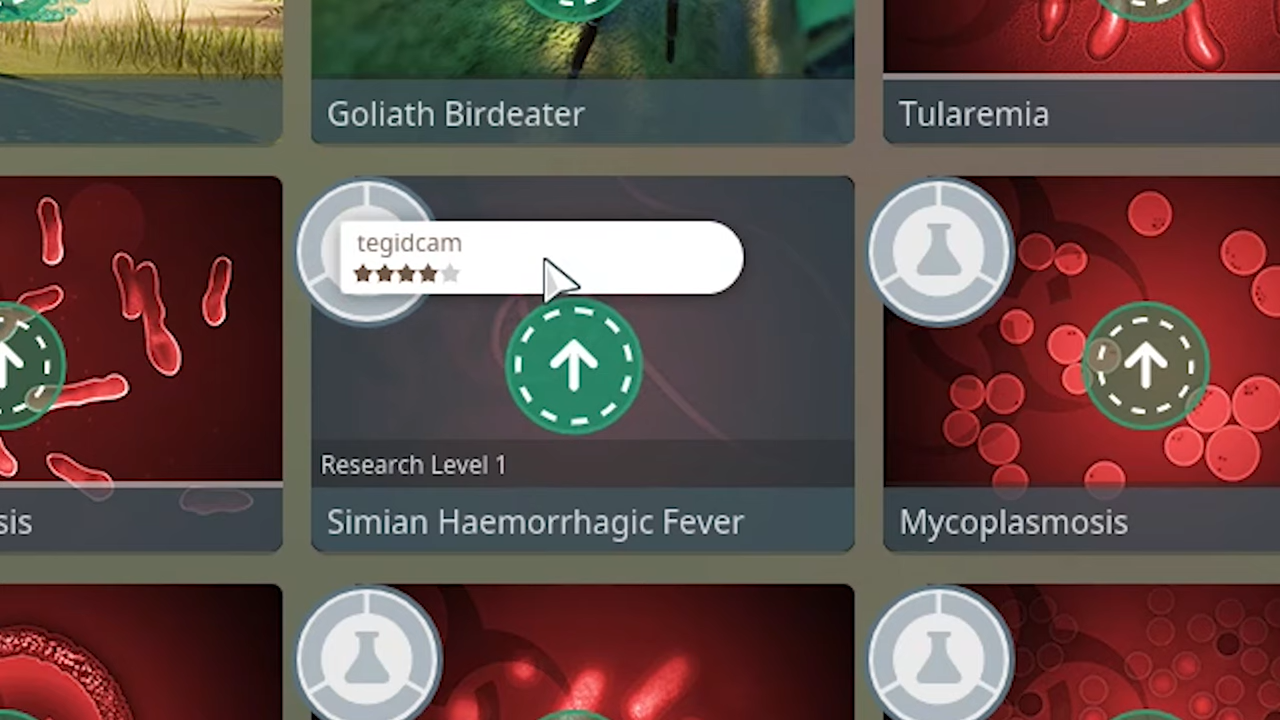 Goliath Birdeater
Tularemia
tegidcam
Research Level 1
sis
Simian Haemorrhagic Fever
Mycoplasmosis